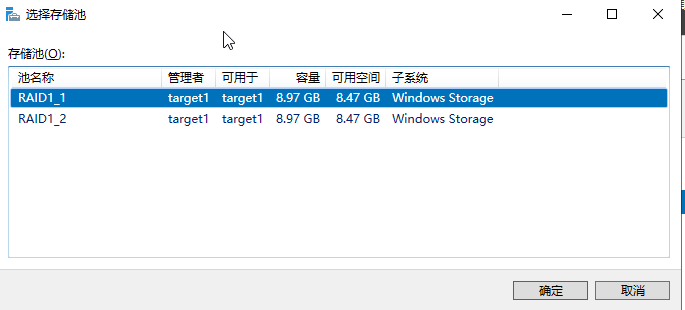 选择存储池
存储池(O):
池名称 管理者 可用于 容量 可用空间 子系统
RAID1_1 target1 target1 8.97 GB 8.47 GB Windows Storage
RAID1_2 target1 target1 8.97 GB 8.47 GB Windows Storage
确定 取消